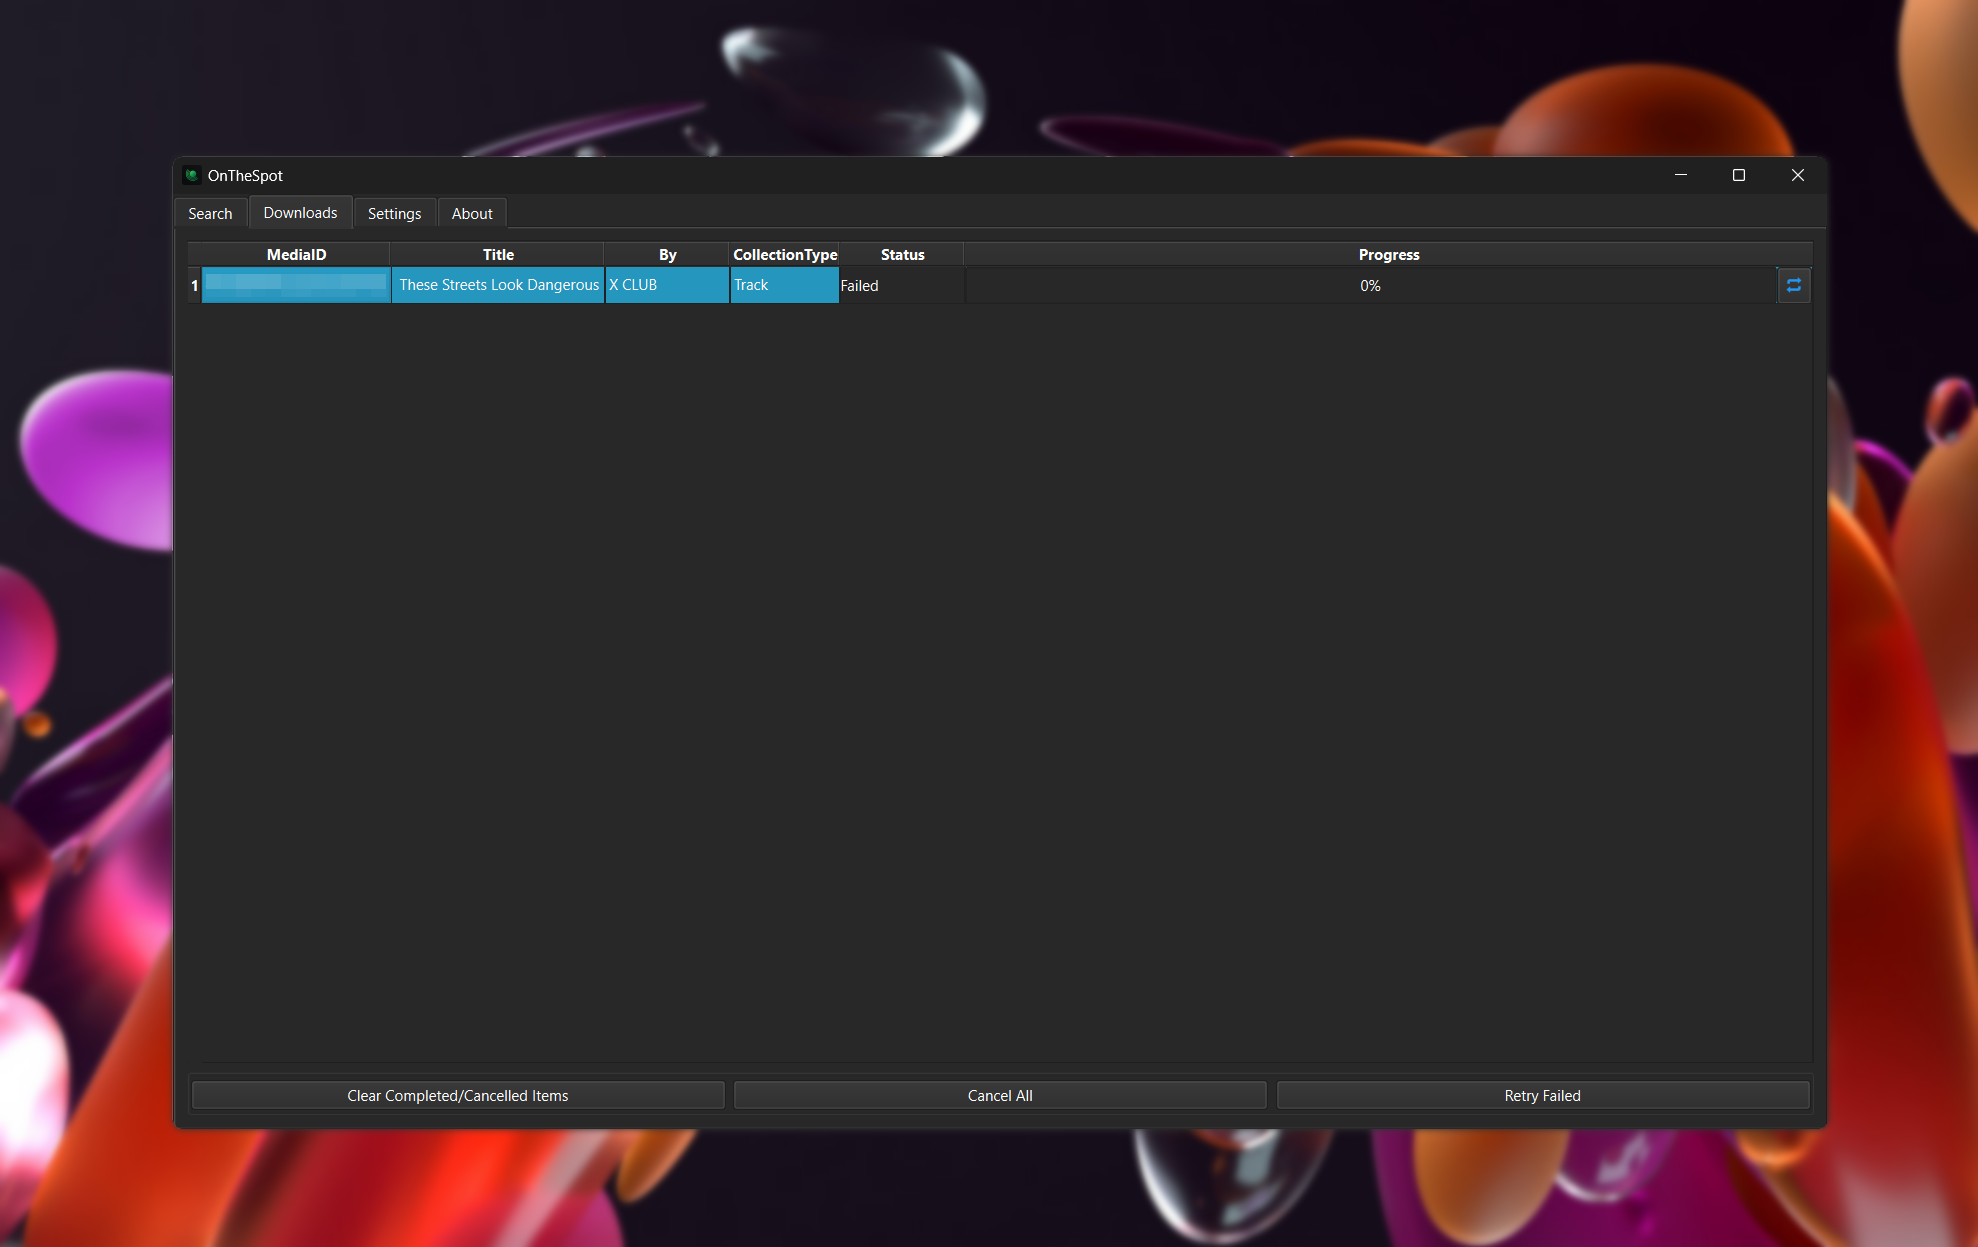 OnTheSpot
Search Downloads Settings About
MediaID Title By CollectionType Status Progress
1 These Streets Look Dangerous X CLUB Track Failed 0%
Clear Completed/Cancelled Items Cancel All Retry Failed